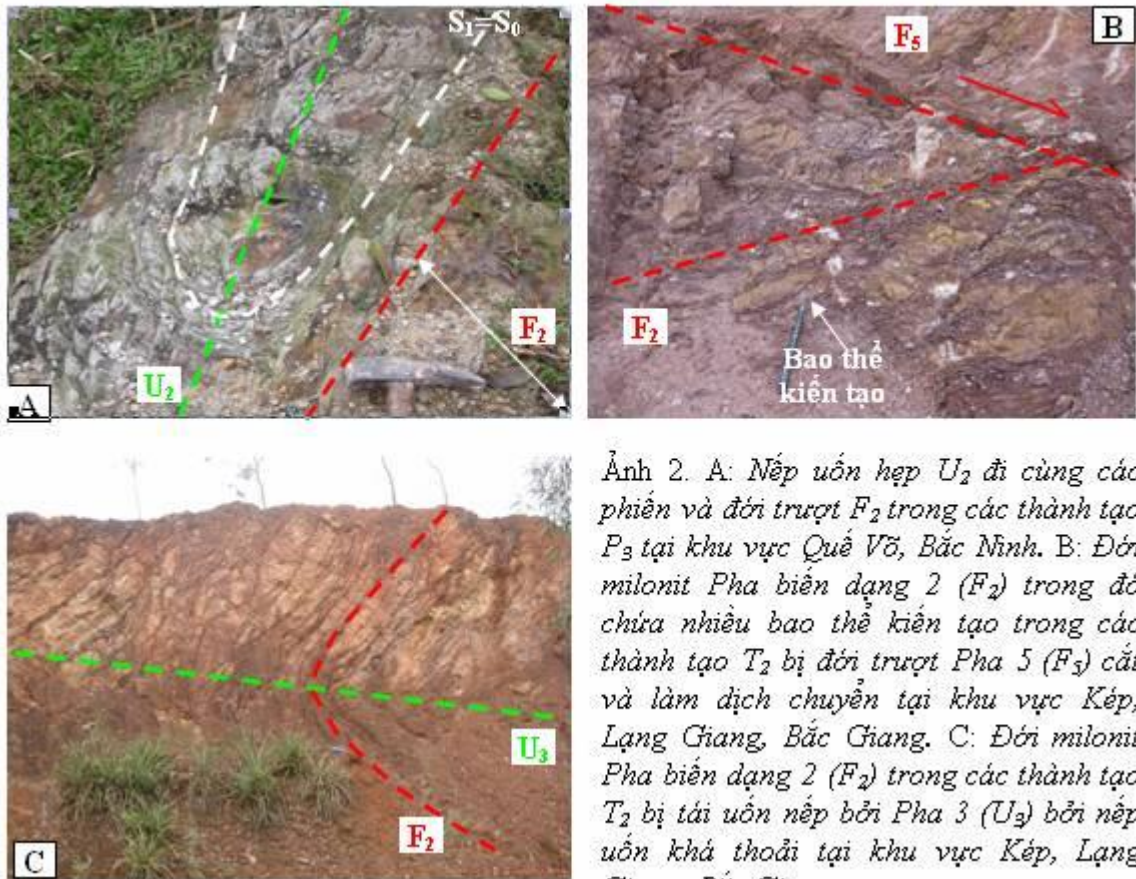 S₁=S₀
F₂
U₂
A
B
F₅
F₂
Bao thể
kiến tạo
U₃
F₂
C
Ảnh 2. A: Nếp uốn hẹp U₂ đi cùng các
phiến và đới trượt F₂ trong các thành tạo
P₃ tại khu vực Quế Võ, Bắc Ninh. B: Đới
milonit Pha biến dạng 2 (F₂) trong đó
chứa nhiều bao thể kiến tạo trong các
thành tạo T₂ bị đới trượt Pha 5 (F₅) cắt
và làm dịch chuyển tại khu vực Kép,
Lạng Giang, Bắc Giang. C: Đới milonit
Pha biến dạng 2 (F₂) trong các thành tạo
T₂ bị tái uốn nếp bởi Pha 3 (U₃) bởi nếp
uốn khá thoải tại khu vực Kép, Lạng